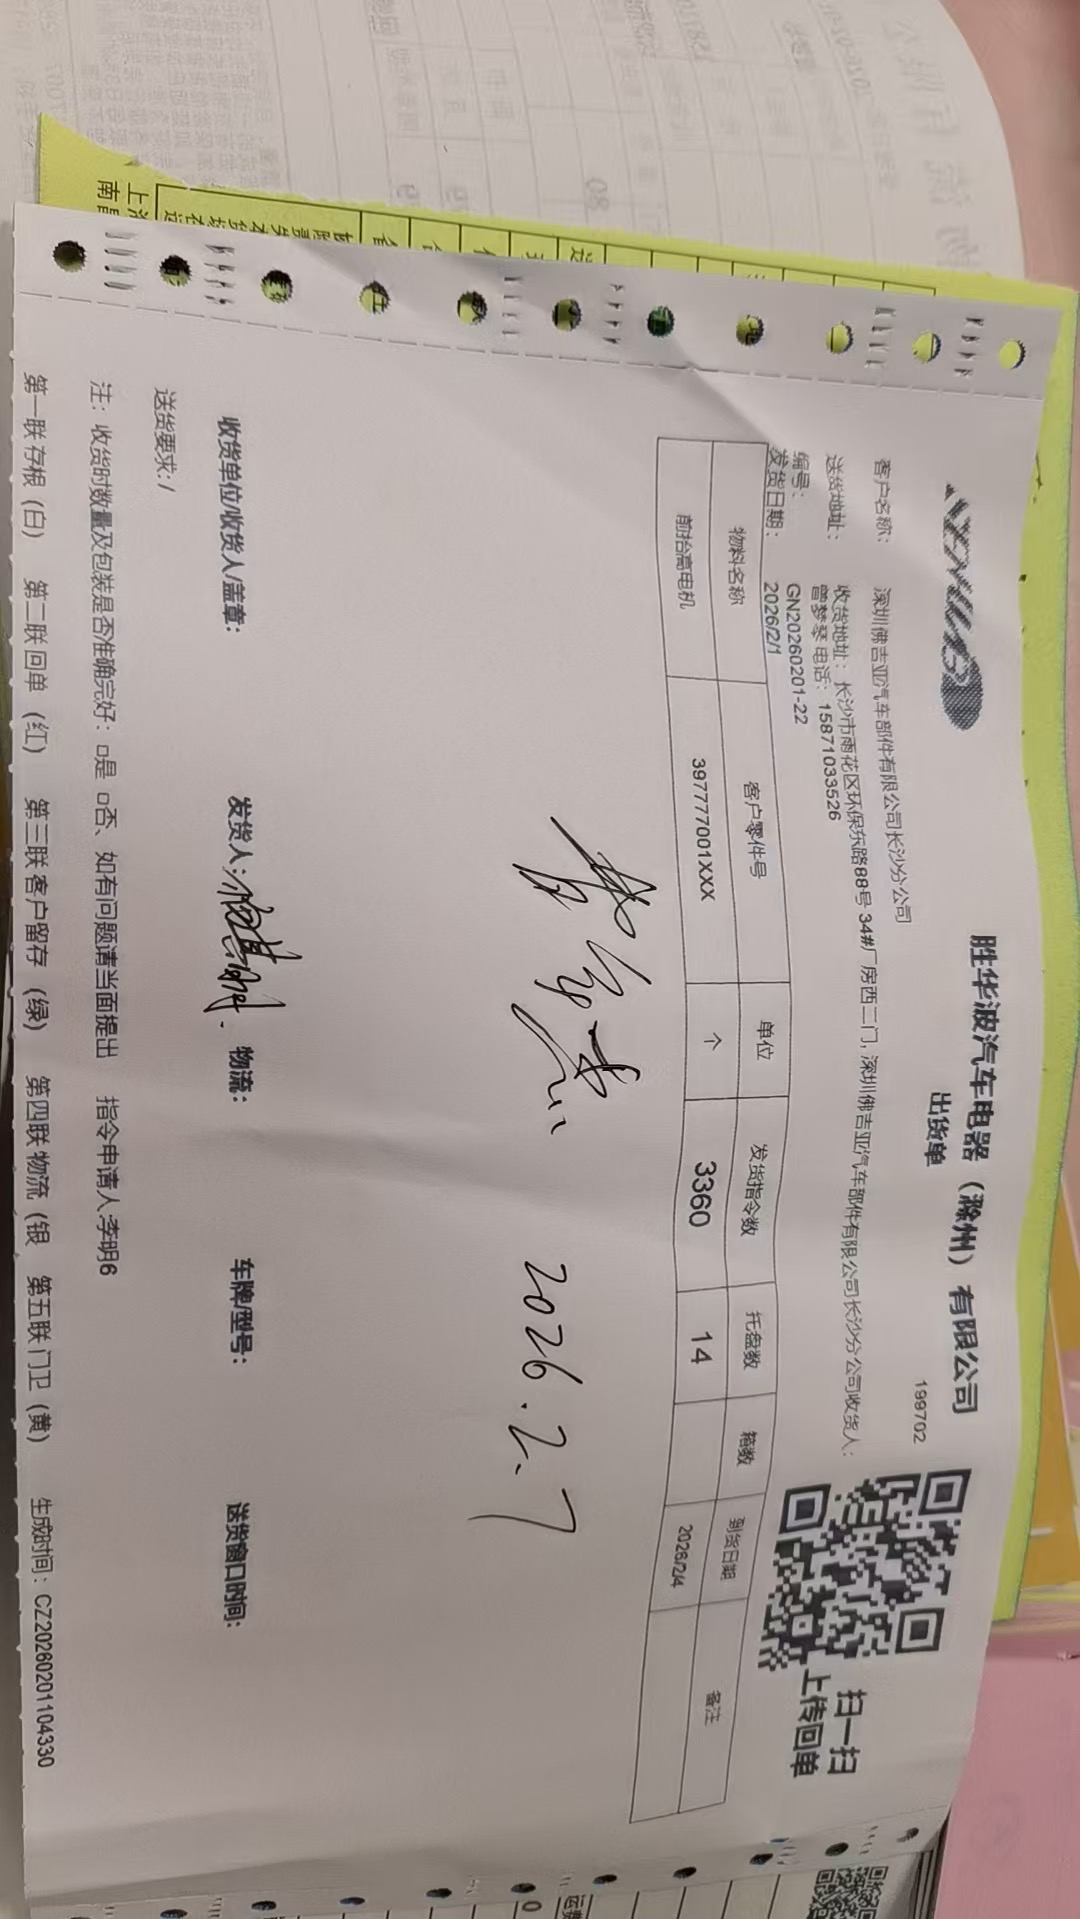 胜华波汽车电器（滁州）有限公司
出货单
199702
扫一扫
上传回单
客户名称： 深圳佛吉亚汽车部件有限公司长沙分公司
送货地址： 收货地址：长沙市雨花区环保东路88号 34#厂房西二门，深圳佛吉亚汽车部件有限公司长沙分公司收货人：
曾梦琴 电话：15871033526
编号： GN20260201-22
发货日期： 2026/2/1
物料名称 客户零件号 单位 发货指令数 托盘数 箱数 到货日期 备注
前抬高电机 397777001XXX 个 3360 14 2026/2/4
2026.2.7
收货单位/收货人/盖章： 发货人： 物流： 车牌/型号： 送货窗口时间：
送货要求：/
注：收货时数量及包装是否准确完好：□是 □否、如有问题请当面提出 指令申请人:李明6
第一联存根（白） 第二联回单（红） 第三联客户留存（绿） 第四联物流（银 第五联门卫（黄） 生成时间：CZ20260201104330